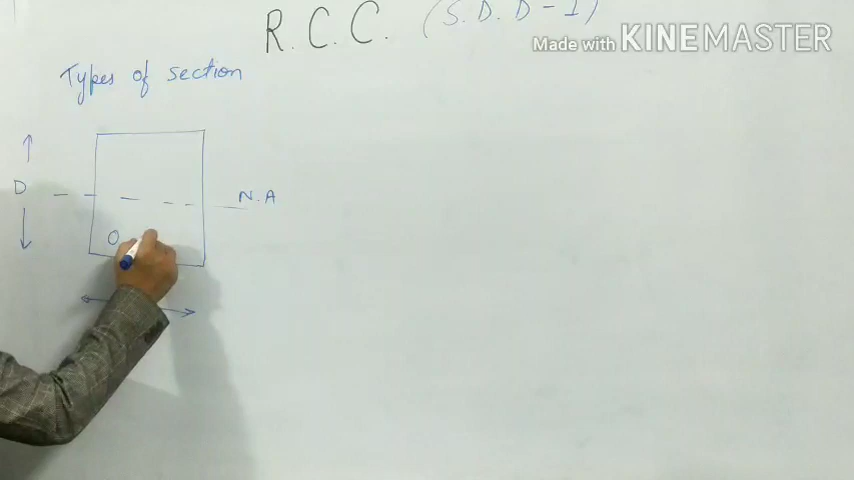 R.C.C. (S.D.D-I)
Made with KINEMASTER
Types of section
D
N.A